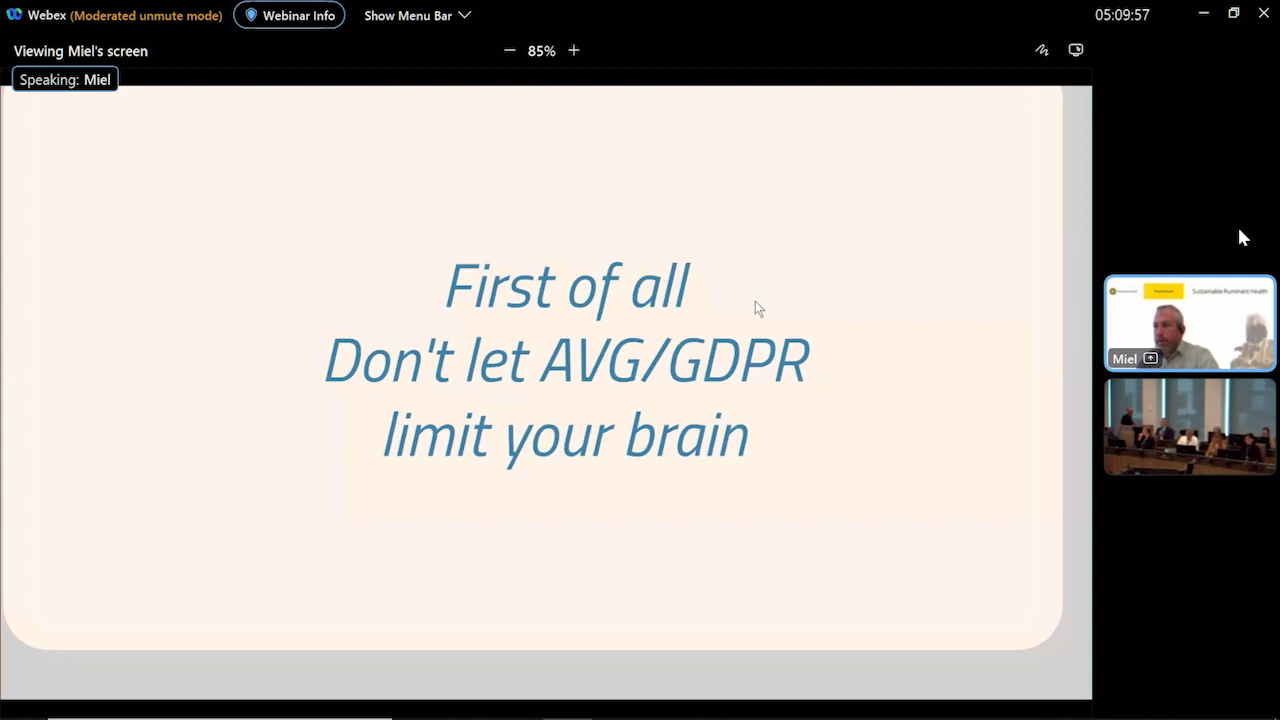 Webex (Moderated unmute mode)
Webinar Info
Show Menu Bar
05:09:57
Viewing Miel's screen
85%
Speaking: Miel
First of all
Don't let AVG/GDPR
limit your brain
Sustainable Ruminant Health
Miel